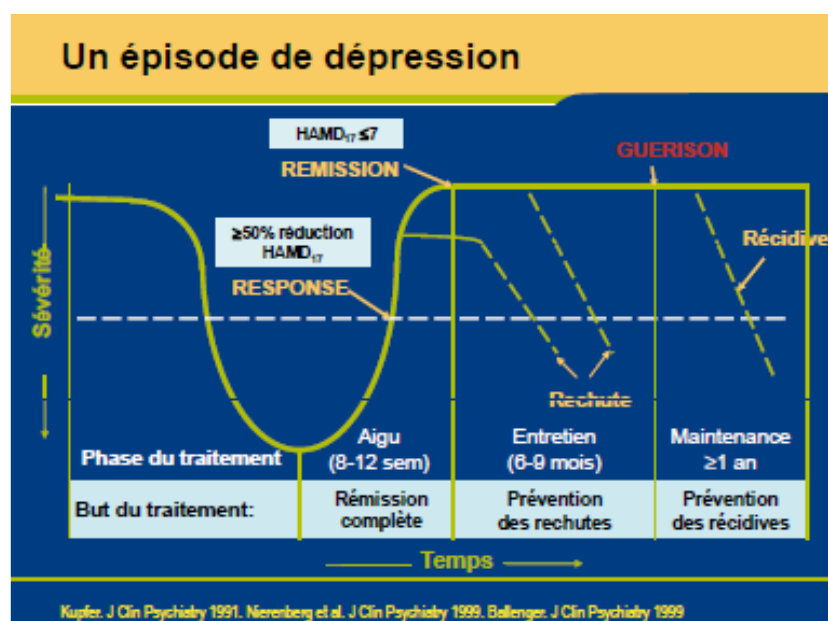 Un épisode de dépression
HAMD₁₇ ≤7
REMISSION
GUERISON
≥50% réduction
HAMD₁₇
RESPONSE
Récidive
Sévérité
Rechute
Phase du traitement
Aigu
(8-12 sem)
Entretien
(6-9 mois)
Maintenance
≥1 an
But du traitement:
Rémission
complète
Prévention
des rechutes
Prévention
des récidives
Temps
Kupfer. J Clin Psychiatry 1991. Nierenberg et al. J Clin Psychiatry 1999. Ballenger. J Clin Psychiatry 1999